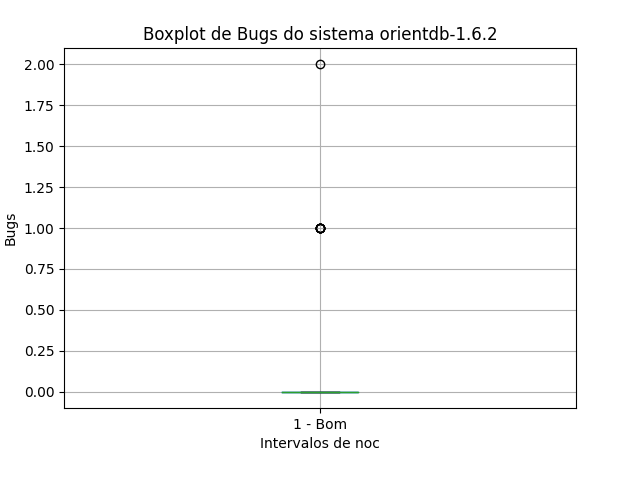 Boxplot de Bugs do sistema orientdb-1.6.2
2.00
1.75
1.50
1.25
1.00
0.75
0.50
0.25
0.00
Bugs
1 - Bom
Intervalos de noc